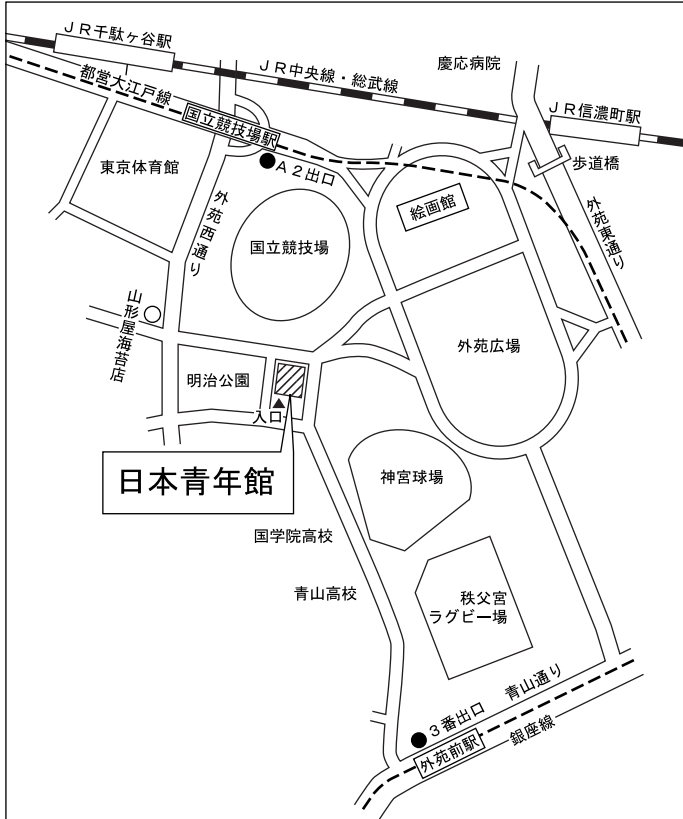 ＪＲ千駄ヶ谷駅
ＪＲ中央線・総武線
慶応病院
都営大江戸線
国立競技場駅
ＪＲ信濃町駅
東京体育館
Ａ２出口
歩道橋
絵画館
外苑西通り
国立競技場
外苑東通り
山形屋海苔店
外苑広場
明治公園
入口
日本青年館
神宮球場
国学院高校
青山高校
秩父宮
ラグビー場
青山通り
３番出口
銀座線
外苑前駅